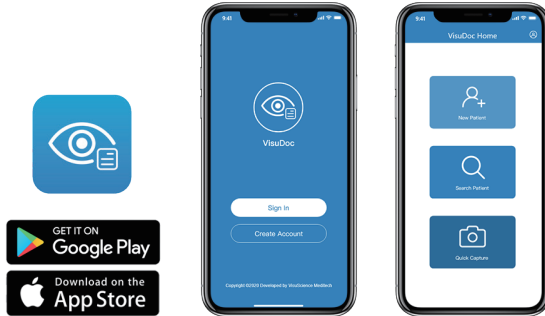 GET IT ON
Google Play
Download on the
App Store
9:41
VisuDoc
Sign In
Create Account
Copyright ©2020 Developed by VisuScience Meditech
9:41
VisuDoc Home
New Patient
Search Patient
Quick Capture